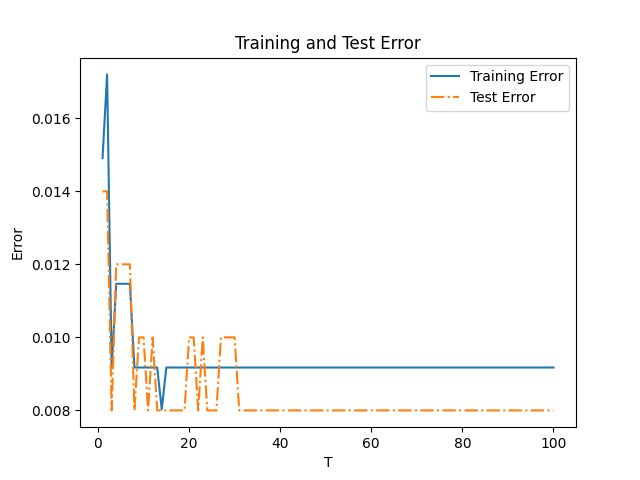 Training and Test Error
Training Error
Test Error
0.016
0.014
0.012
0.010
0.008
Error
0 20 40 60 80 100
T